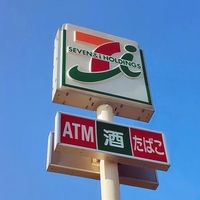 SEVEN & i HOLDINGS
ATM 酒 たばこ